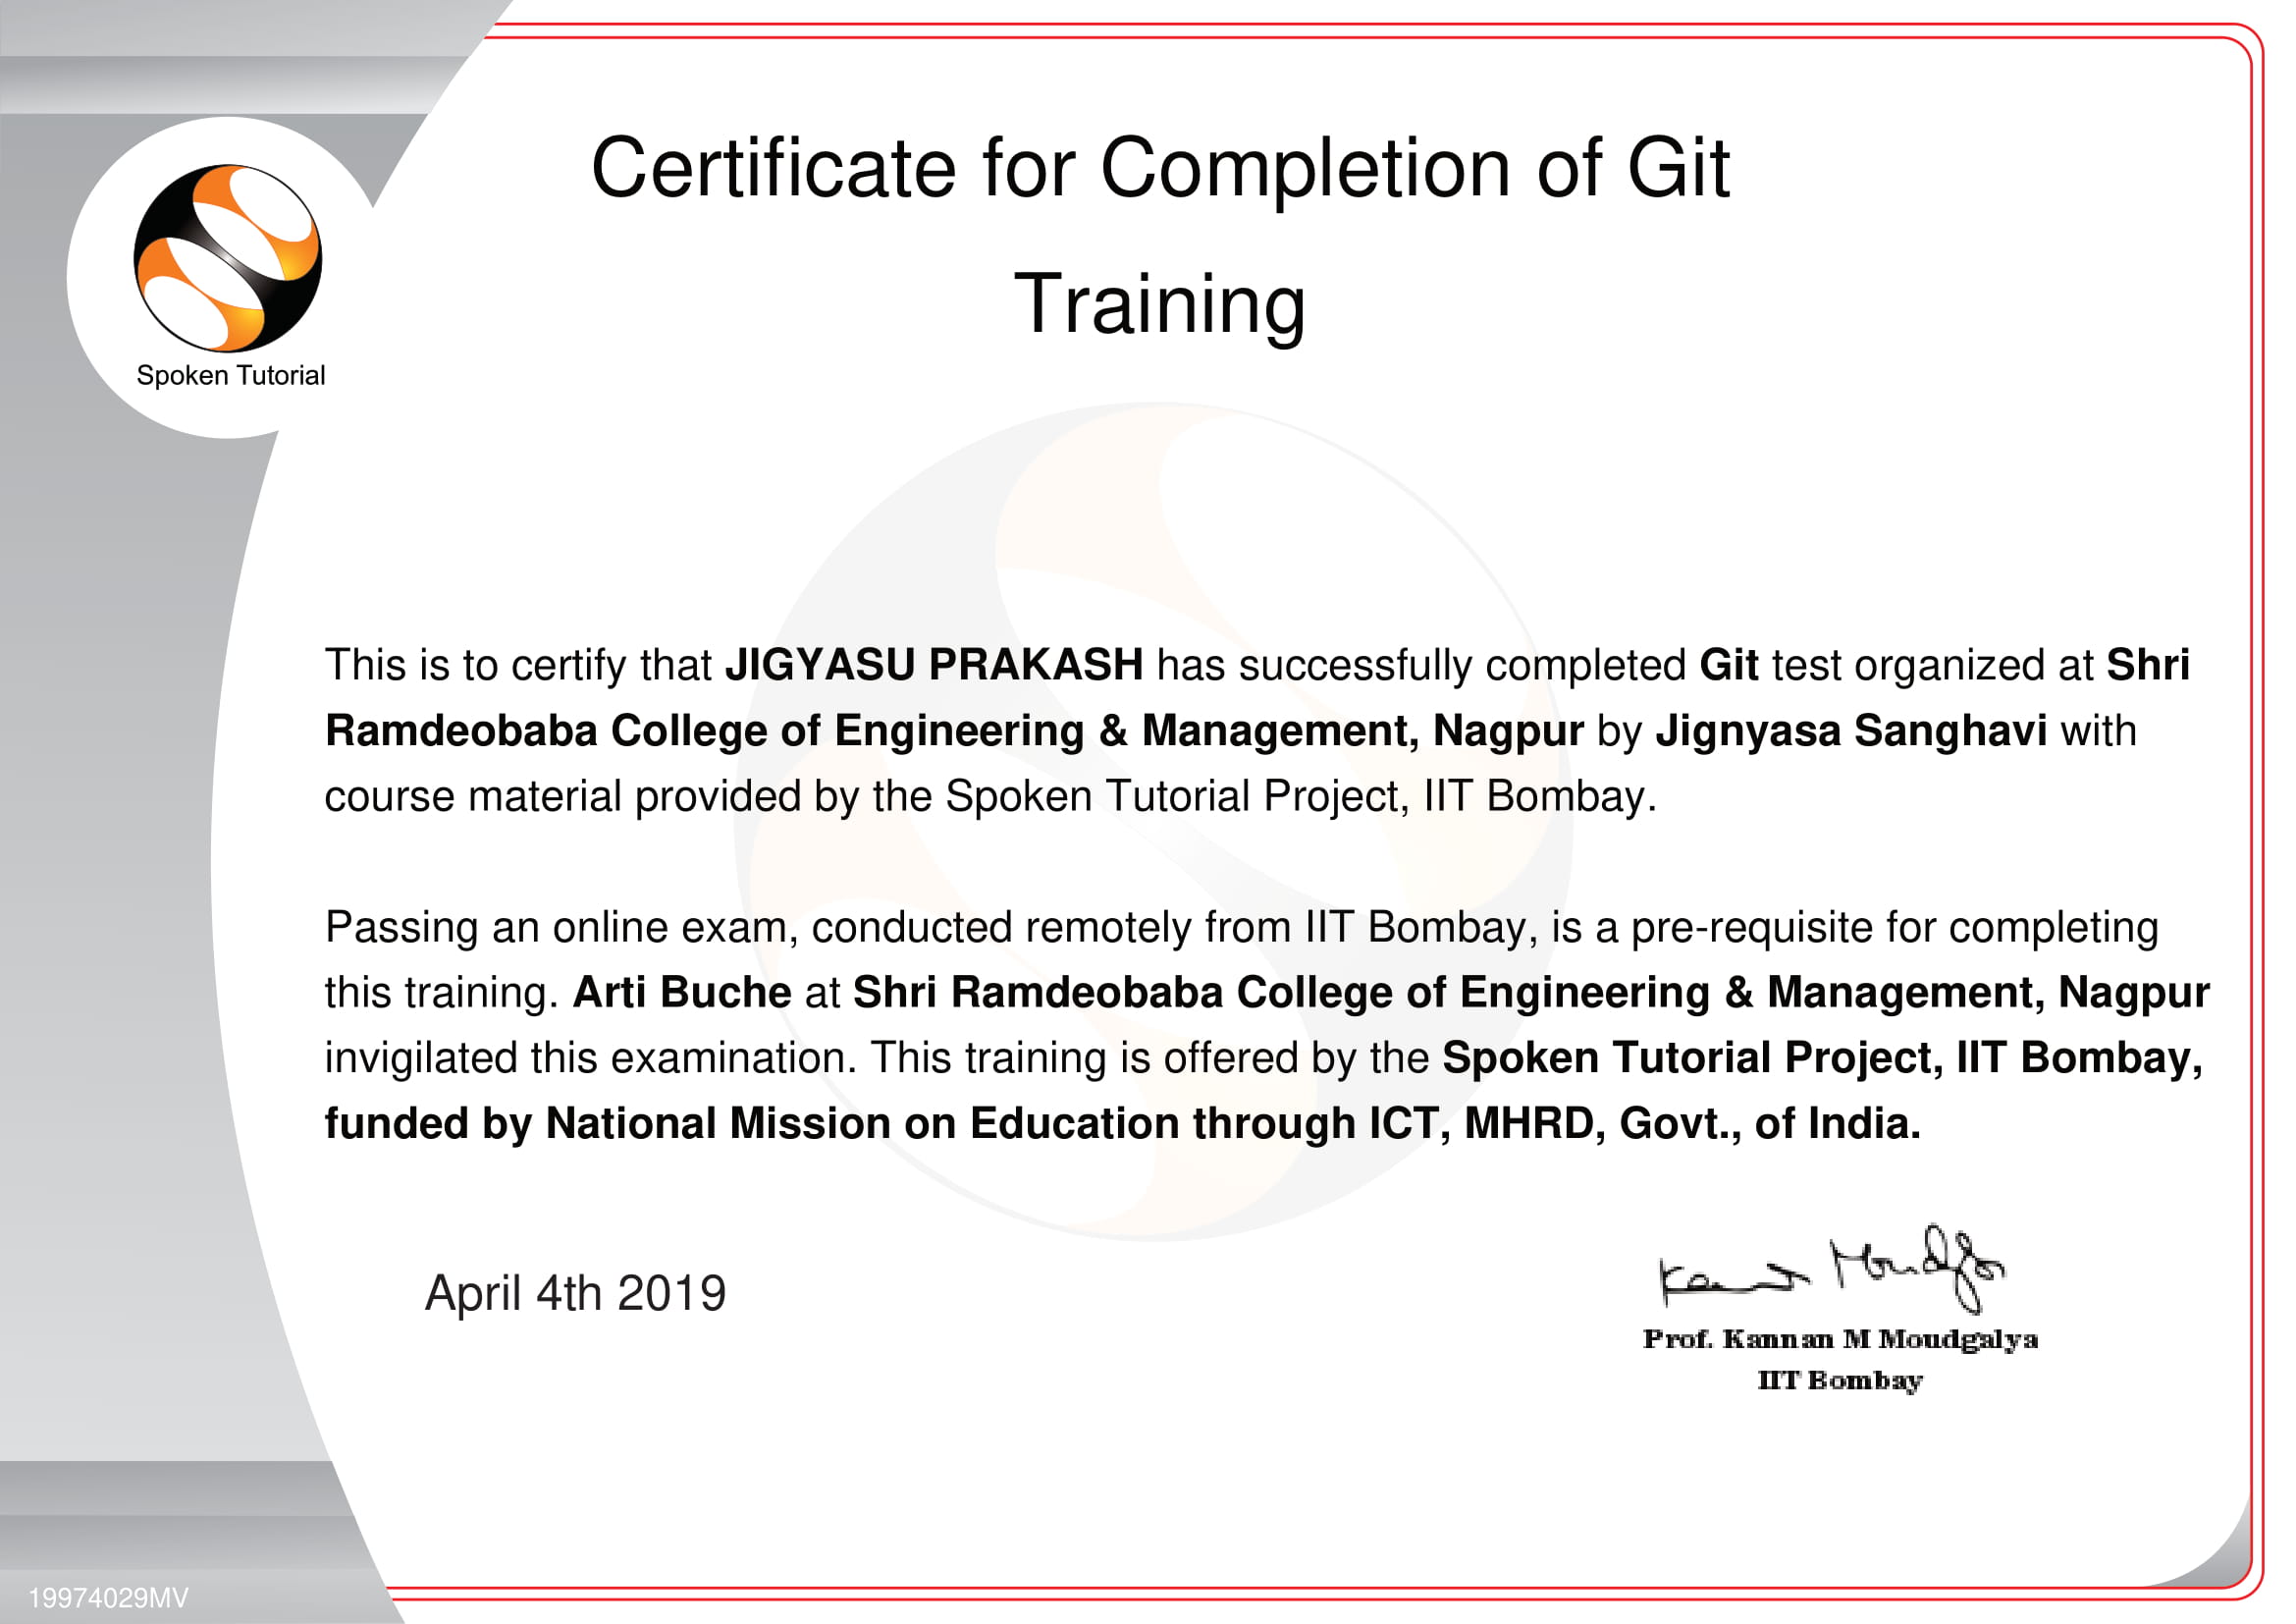 Certificate for Completion of Git
Training
Spoken Tutorial
This is to certify that JIGYASU PRAKASH has successfully completed Git test organized at Shri
Ramdeobaba College of Engineering & Management, Nagpur by Jignyasa Sanghavi with
course material provided by the Spoken Tutorial Project, IIT Bombay.
Passing an online exam, conducted remotely from IIT Bombay, is a pre-requisite for completing
this training. Arti Buche at Shri Ramdeobaba College of Engineering & Management, Nagpur
invigilated this examination. This training is offered by the Spoken Tutorial Project, IIT Bombay,
funded by National Mission on Education through ICT, MHRD, Govt., of India.
April 4th 2019
Kannan Moudgalya
Prof. Kannan M Moudgalya
IIT Bombay
19974029MV